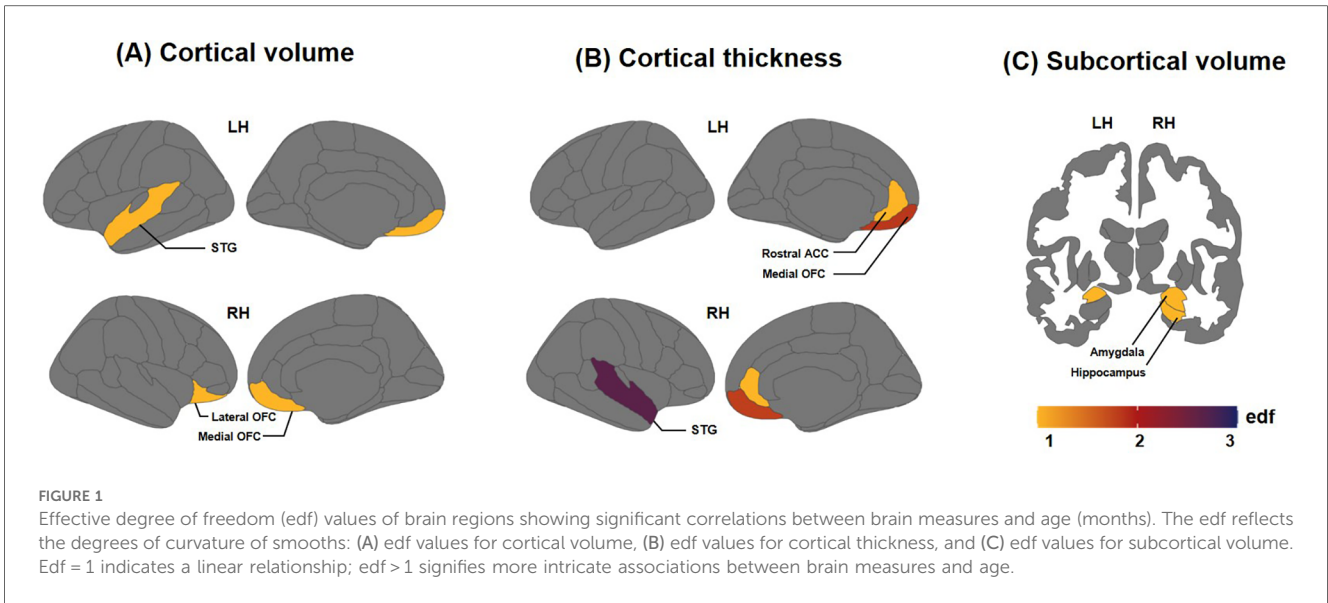 (A) Cortical volume
LH
STG
RH
Lateral OFC
Medial OFC
(B) Cortical thickness
LH
Rostral ACC
Medial OFC
RH
STG
(C) Subcortical volume
LH RH
Amygdala
Hippocampus
edf
1 2 3
FIGURE 1
Effective degree of freedom (edf) values of brain regions showing significant correlations between brain measures and age (months). The edf reflects
the degrees of curvature of smooths: (A) edf values for cortical volume, (B) edf values for cortical thickness, and (C) edf values for subcortical volume.
Edf = 1 indicates a linear relationship; edf > 1 signifies more intricate associations between brain measures and age.